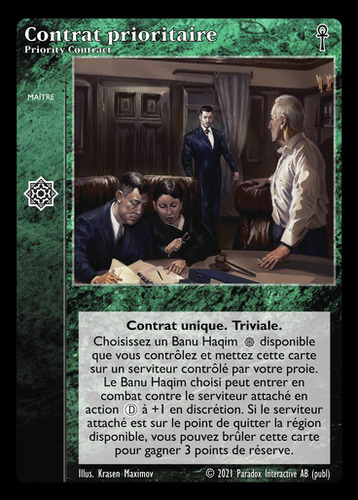 Contrat prioritaire
Priority Contract
MAÎTRE
Contrat unique. Triviale.
Choisissez un Banu Haqim disponible
que vous contrôlez et mettez cette carte
sur un serviteur contrôlé par votre proie.
Le Banu Haqim choisi peut entrer en
combat contre le serviteur attaché en
action Ⓓ à +1 en discrétion. Si le serviteur
attaché est sur le point de quitter la région
disponible, vous pouvez brûler cette carte
pour gagner 3 points de réserve.
Illus. Krasen Maximov © 2021 Paradox Interactive AB (publ)